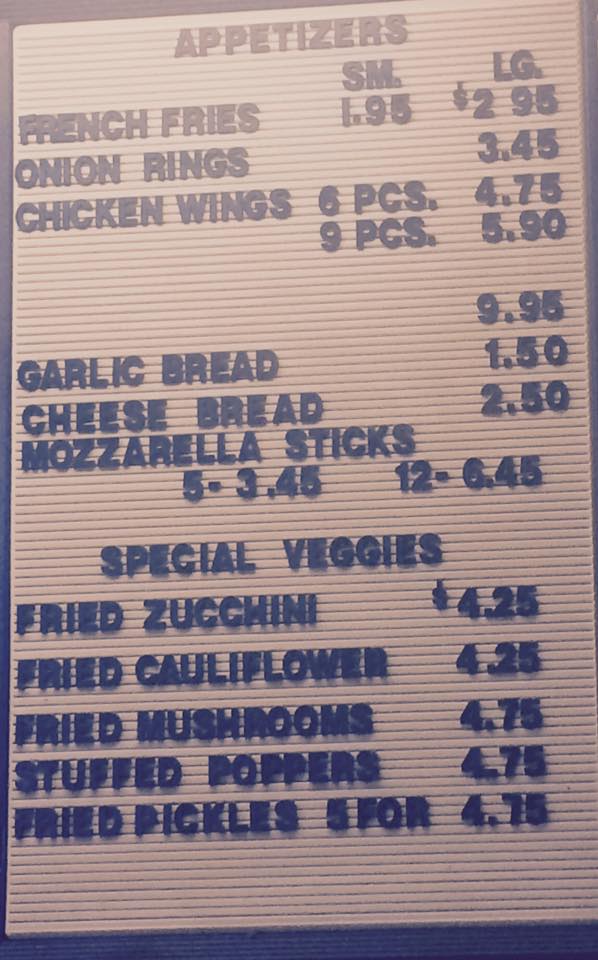 APPETIZERS
SM. LG.
FRENCH FRIES 1.95 $2 95
ONION RINGS 3.45
CHICKEN WINGS 6 PCS. 4.75
9 PCS. 5.90
9.95
GARLIC BREAD 1.50
CHEESE BREAD 2.50
MOZZARELLA STICKS
5- 3.45 12- 6.45
SPECIAL VEGGIES
FRIED ZUCCHINI $4.25
FRIED CAULIFLOWER 4.25
FRIED MUSHROOMS 4.75
STUFFED POPPERS 4.75
FRIED PICKLES 5 FOR 4.75